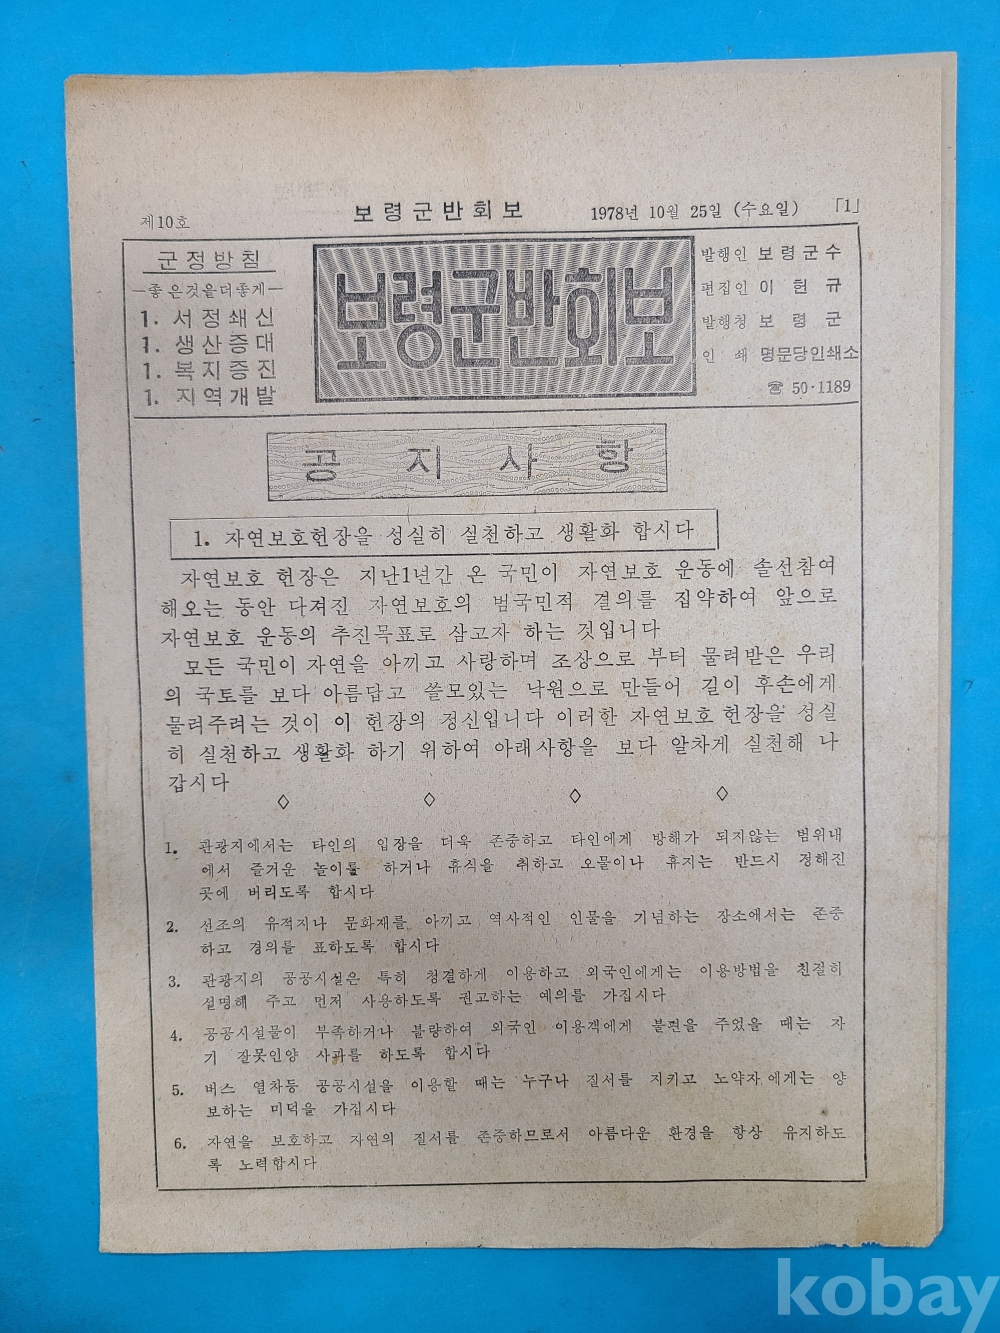 제10호 보령군반회보 1978년 10월 25일 (수요일) 「1」
군정방침
—좋은것을더좋게—
1. 서정쇄신
1. 생산증대
1. 복지증진
1. 지역개발
보령군반회보
발행인 보령군수
편집인 이헌규
발행청 보령군
인쇄 명문당인쇄소
☎ 50·1189
공지사항
1. 자연보호헌장을 성실히 실천하고 생활화 합시다
자연보호 헌장은 지난1년간 온 국민이 자연보호 운동에 솔선참여
해오는 동안 다져진 자연보호의 범국민적 결의를 집약하여 앞으로
자연보호 운동의 추진목표로 삼고자 하는 것입니다
모든 국민이 자연을 아끼고 사랑하며 조상으로 부터 물려받은 우리
의 국토를 보다 아름답고 쓸모있는 낙원으로 만들어 길이 후손에게
물려주려는 것이 이 헌장의 정신입니다 이러한 자연보호 헌장을 성실
히 실천하고 생활화 하기 위하여 아래사항을 보다 알차게 실천해 나
갑시다
◇ ◇ ◇ ◇
1. 관광지에서는 타인의 입장을 더욱 존중하고 타인에게 방해가 되지않는 범위내
에서 즐거운 놀이를 하거나 휴식을 취하고 오물이나 휴지는 반드시 정해진
곳에 버리도록 합시다
2. 선조의 유적지나 문화재를 아끼고 역사적인 인물을 기념하는 장소에서는 존중
하고 경의를 표하도록 합시다
3. 관광지의 공공시설은 특히 청결하게 이용하고 외국인에게는 이용방법을 친절히
설명해 주고 먼저 사용하도록 권고하는 예의를 가집시다
4. 공공시설물이 부족하거나 불량하여 외국인 이용객에게 불편을 주었을 때는 자
기 잘못인양 사과를 하도록 합시다
5. 버스 열차등 공공시설을 이용할 때는 누구나 질서를 지키고 노약자에게는 양
보하는 미덕을 가집시다
6. 자연을 보호하고 자연의 질서를 존중하므로서 아름다운 환경을 항상 유지하도
록 노력합시다
kobay